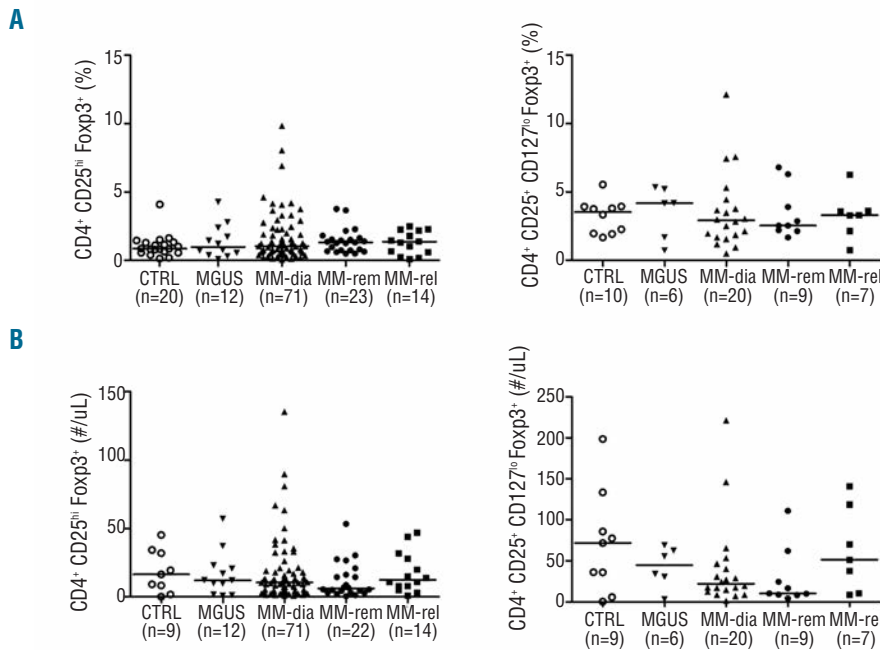 A
CD4⁺ CD25ʰⁱ Foxp3⁺ (%)
15
10
5
0
CTRL MGUS MM-dia MM-rem MM-rel
(n=20) (n=12) (n=71) (n=23) (n=14)
CD4⁺ CD25⁺ CD127ˡᵒ Foxp3⁺ (%)
15
10
5
0
CTRL MGUS MM-dia MM-rem MM-rel
(n=10) (n=6) (n=20) (n=9) (n=7)
B
CD4⁺ CD25ʰⁱ Foxp3⁺ (#/uL)
150
100
50
0
CTRL MGUS MM-dia MM-rem MM-rel
(n=9) (n=12) (n=71) (n=22) (n=14)
CD4⁺ CD25⁺ CD127ˡᵒ Foxp3⁺ (#/uL)
250
200
150
100
50
0
CTRL MGUS MM-dia MM-rem MM-rel
(n=9) (n=6) (n=20) (n=9) (n=7)